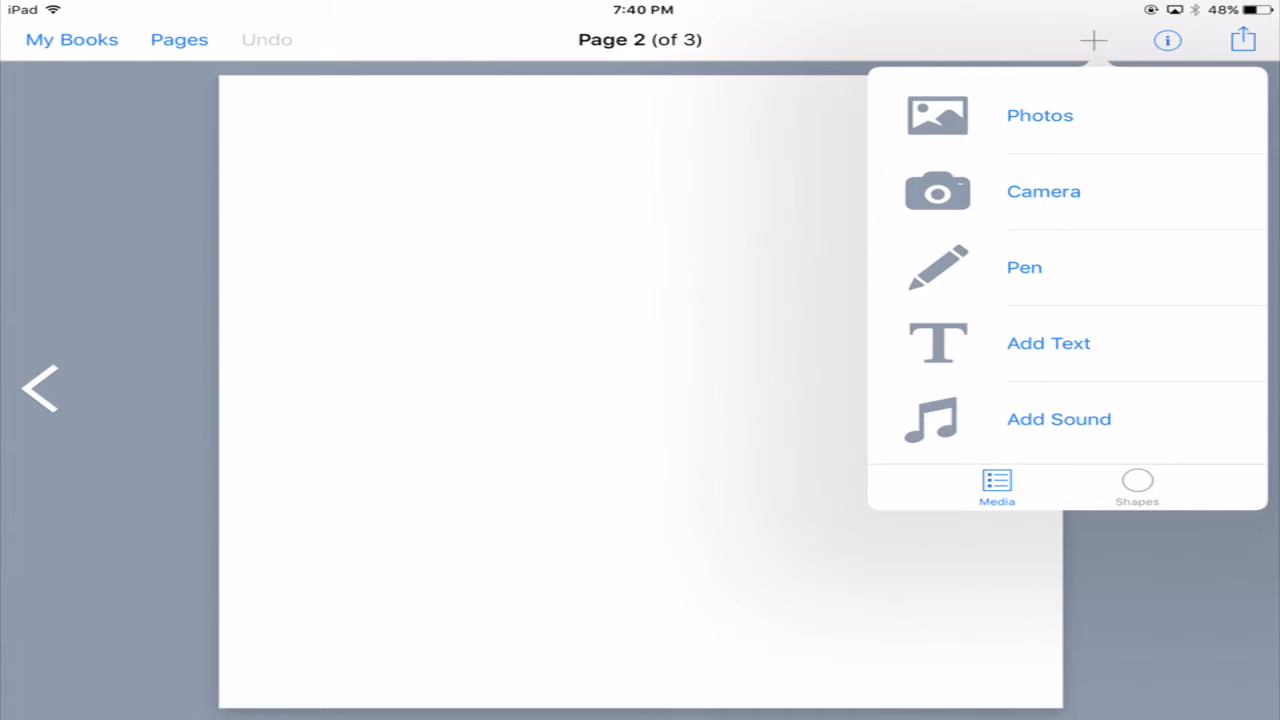 iPad 7:40 PM 48%
My Books Pages Undo Page 2 (of 3)
Photos
Camera
Pen
Add Text
Add Sound
Media Shapes